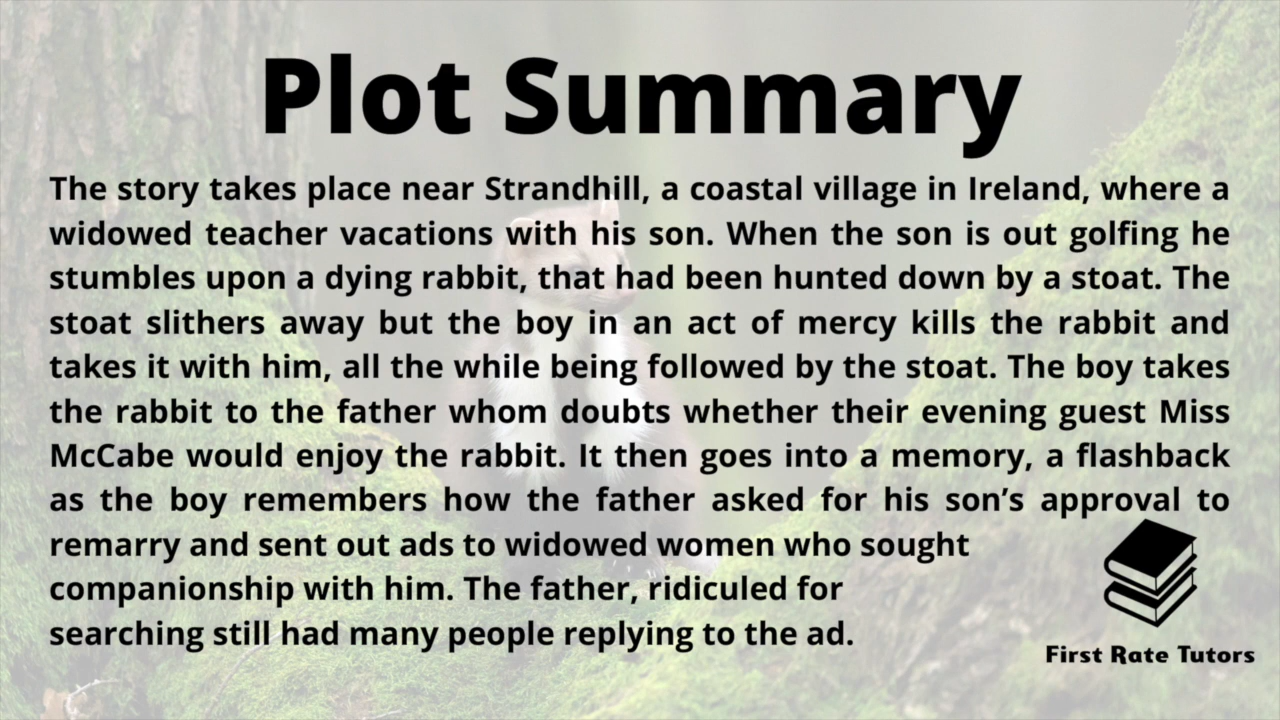 Plot Summary
The story takes place near Strandhill, a coastal village in Ireland, where a
widowed teacher vacations with his son. When the son is out golfing he
stumbles upon a dying rabbit, that had been hunted down by a stoat. The
stoat slithers away but the boy in an act of mercy kills the rabbit and
takes it with him, all the while being followed by the stoat. The boy takes
the rabbit to the father whom doubts whether their evening guest Miss
McCabe would enjoy the rabbit. It then goes into a memory, a flashback
as the boy remembers how the father asked for his son’s approval to
remarry and sent out ads to widowed women who sought
companionship with him. The father, ridiculed for
searching still had many people replying to the ad.
First Rate Tutors